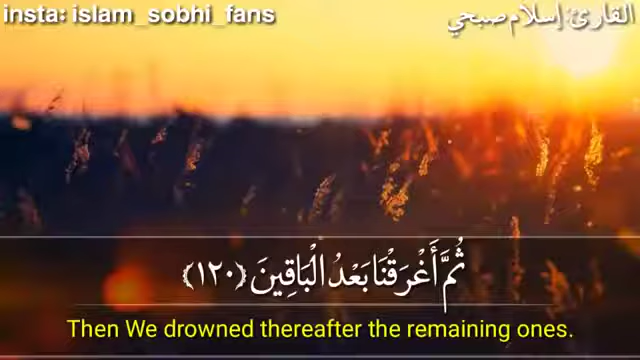 insta: islam_sobhi_fans
القارئ: إسلام صبحي
ثُمَّ أَغْرَقْنَا بَعْدُ الْبَاقِينَ ﴿١٢٠﴾
Then We drowned thereafter the remaining ones.